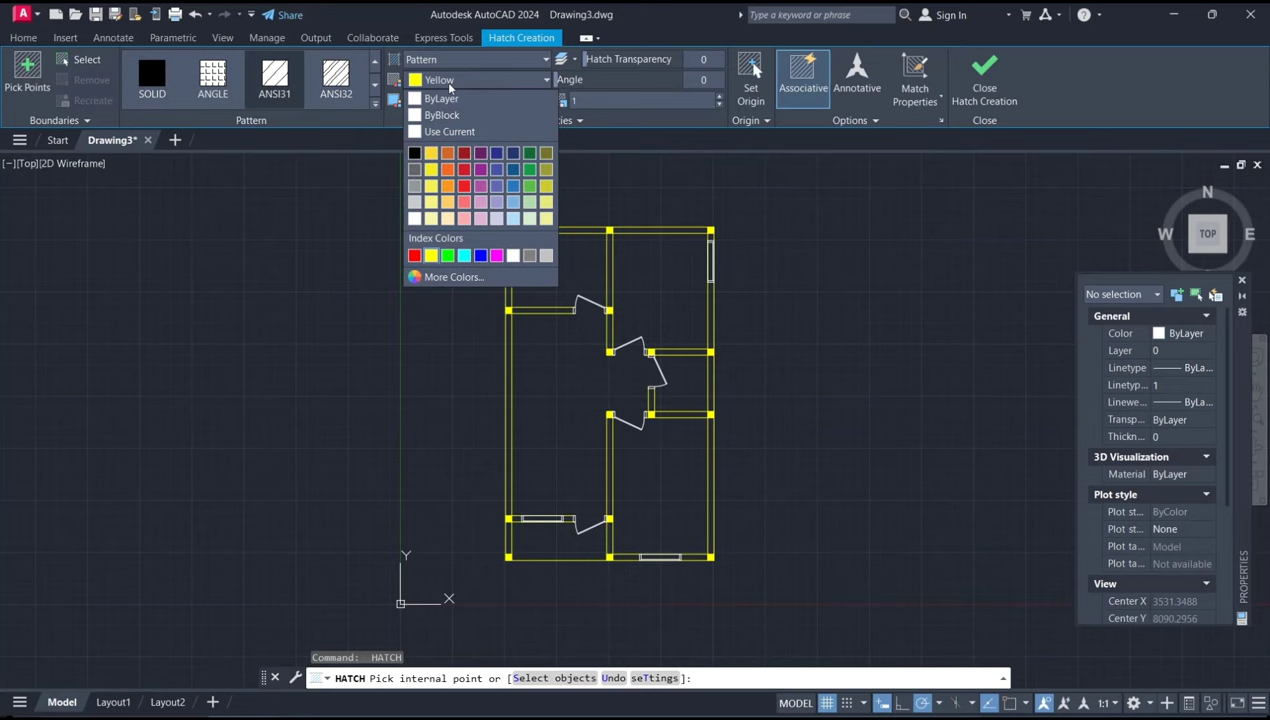 A CAD
Share
Autodesk AutoCAD 2024 Drawing3.dwg
Type a keyword or phrase
Sign In
Home Insert Annotate Parametric View Manage Output Collaborate Express Tools Hatch Creation
Pick Points
Select
Remove
Recreate
Boundaries
SOLID
ANGLE
ANSI31
ANSI32
Pattern
Pattern
Yellow
ByLayer
ByBlock
Use Current
Index Colors
More Colors...
Hatch Transparency 0
Angle 0
1
Set
Origin
Origin
Associative
Annotative
Match
Properties
Options
Close
Hatch Creation
Close
Start Drawing3* +
[−][Top][2D Wireframe]
N
W TOP E
No selection
General
Color ByLayer
Layer 0
Linetype ByLa...
Linetyp... 1
Linewe... ByLa...
Transp... ByLayer
Thickn... 0
3D Visualization
Material ByLayer
Plot style
Plot st... ByColor
Plot st... None
Plot ta... Model
Plot ta... Not available
View
Center X 3531.3488
Center Y 8090.2956
PROPERTIES
Y
X
Command: HATCH
HATCH Pick internal point or [Select objects Undo seTtings]:
Model Layout1 Layout2 +
MODEL
1:1